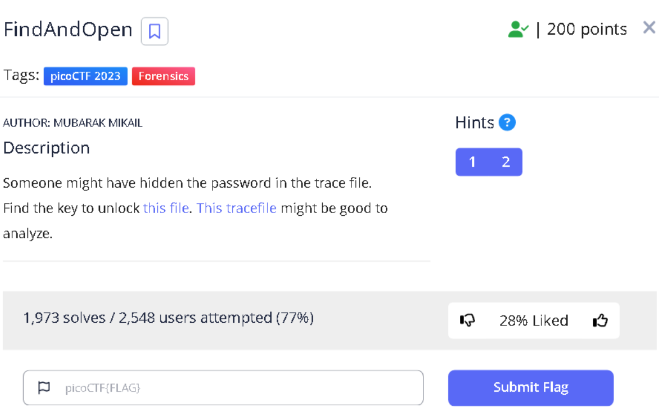 FindAndOpen
| 200 points ×
Tags: picoCTF 2023 Forensics
AUTHOR: MUBARAK MIKAIL
Hints ?
Description
1 2
Someone might have hidden the password in the trace file.
Find the key to unlock this file. This tracefile might be good to
analyze.
1,973 solves / 2,548 users attempted (77%)
28% Liked
picoCTF{FLAG}
Submit Flag